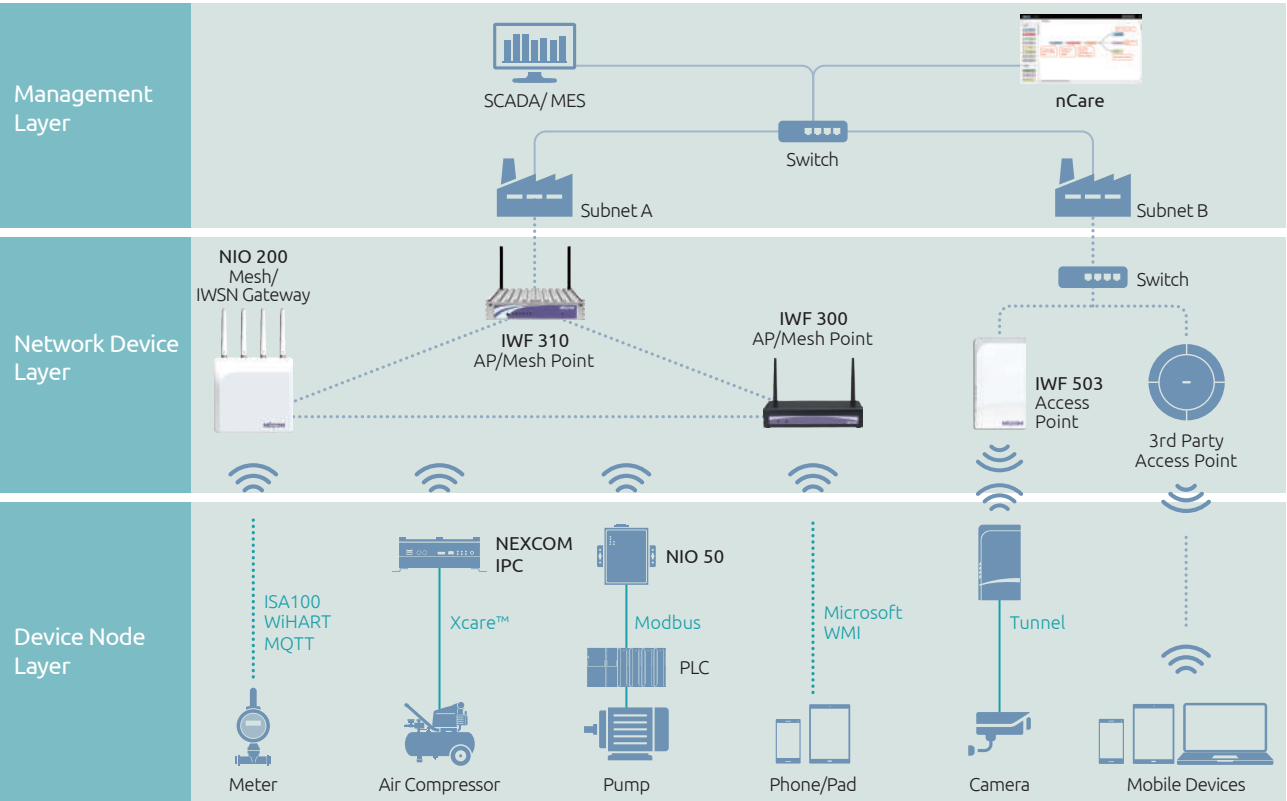 Management
Layer
SCADA/ MES
nCare
Switch
Subnet A
Subnet B
Network Device
Layer
NIO 200
Mesh/
IWSN Gateway
IWF 310
AP/Mesh Point
IWF 300
AP/Mesh Point
Switch
IWF 503
Access
Point
3rd Party
Access Point
NEXCOM
NEXCOM
Device Node
Layer
ISA100
WiHART
MQTT
NEXCOM
IPC
Xcare™
NIO 50
Modbus
PLC
Microsoft
WMI
Tunnel
Meter
Air Compressor
Pump
Phone/Pad
Camera
Mobile Devices